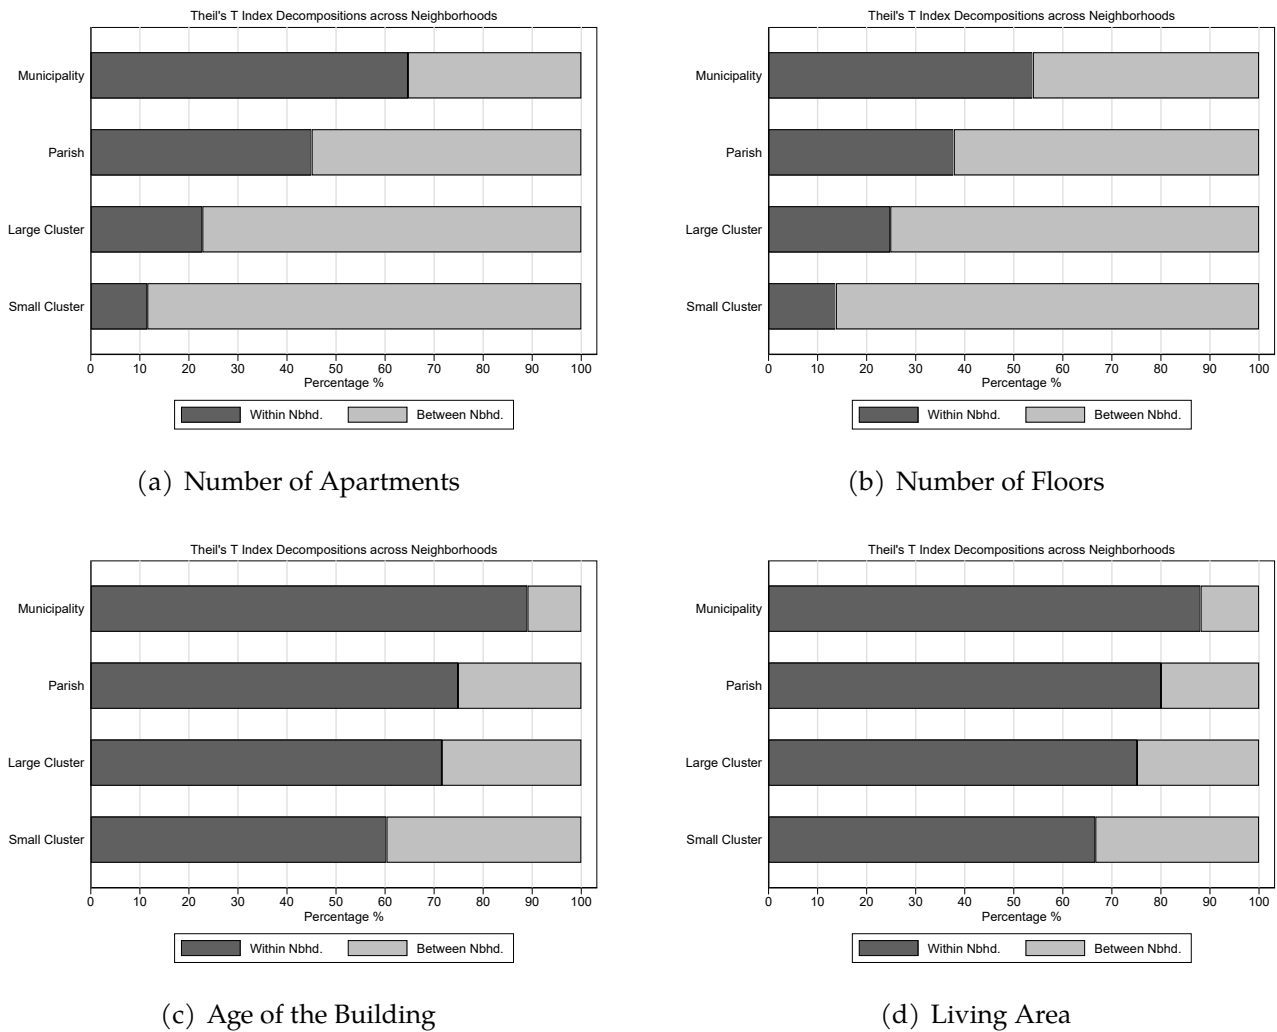 Theil's T Index Decompositions across Neighborhoods
Municipality
Parish
Large Cluster
Small Cluster
0 10 20 30 40 50 60 70 80 90 100
Percentage %
Within Nbhd. Between Nbhd.
(a) Number of Apartments
Theil's T Index Decompositions across Neighborhoods
Municipality
Parish
Large Cluster
Small Cluster
0 10 20 30 40 50 60 70 80 90 100
Percentage %
Within Nbhd. Between Nbhd.
(b) Number of Floors
Theil's T Index Decompositions across Neighborhoods
Municipality
Parish
Large Cluster
Small Cluster
0 10 20 30 40 50 60 70 80 90 100
Percentage %
Within Nbhd. Between Nbhd.
(c) Age of the Building
Theil's T Index Decompositions across Neighborhoods
Municipality
Parish
Large Cluster
Small Cluster
0 10 20 30 40 50 60 70 80 90 100
Percentage %
Within Nbhd. Between Nbhd.
(d) Living Area